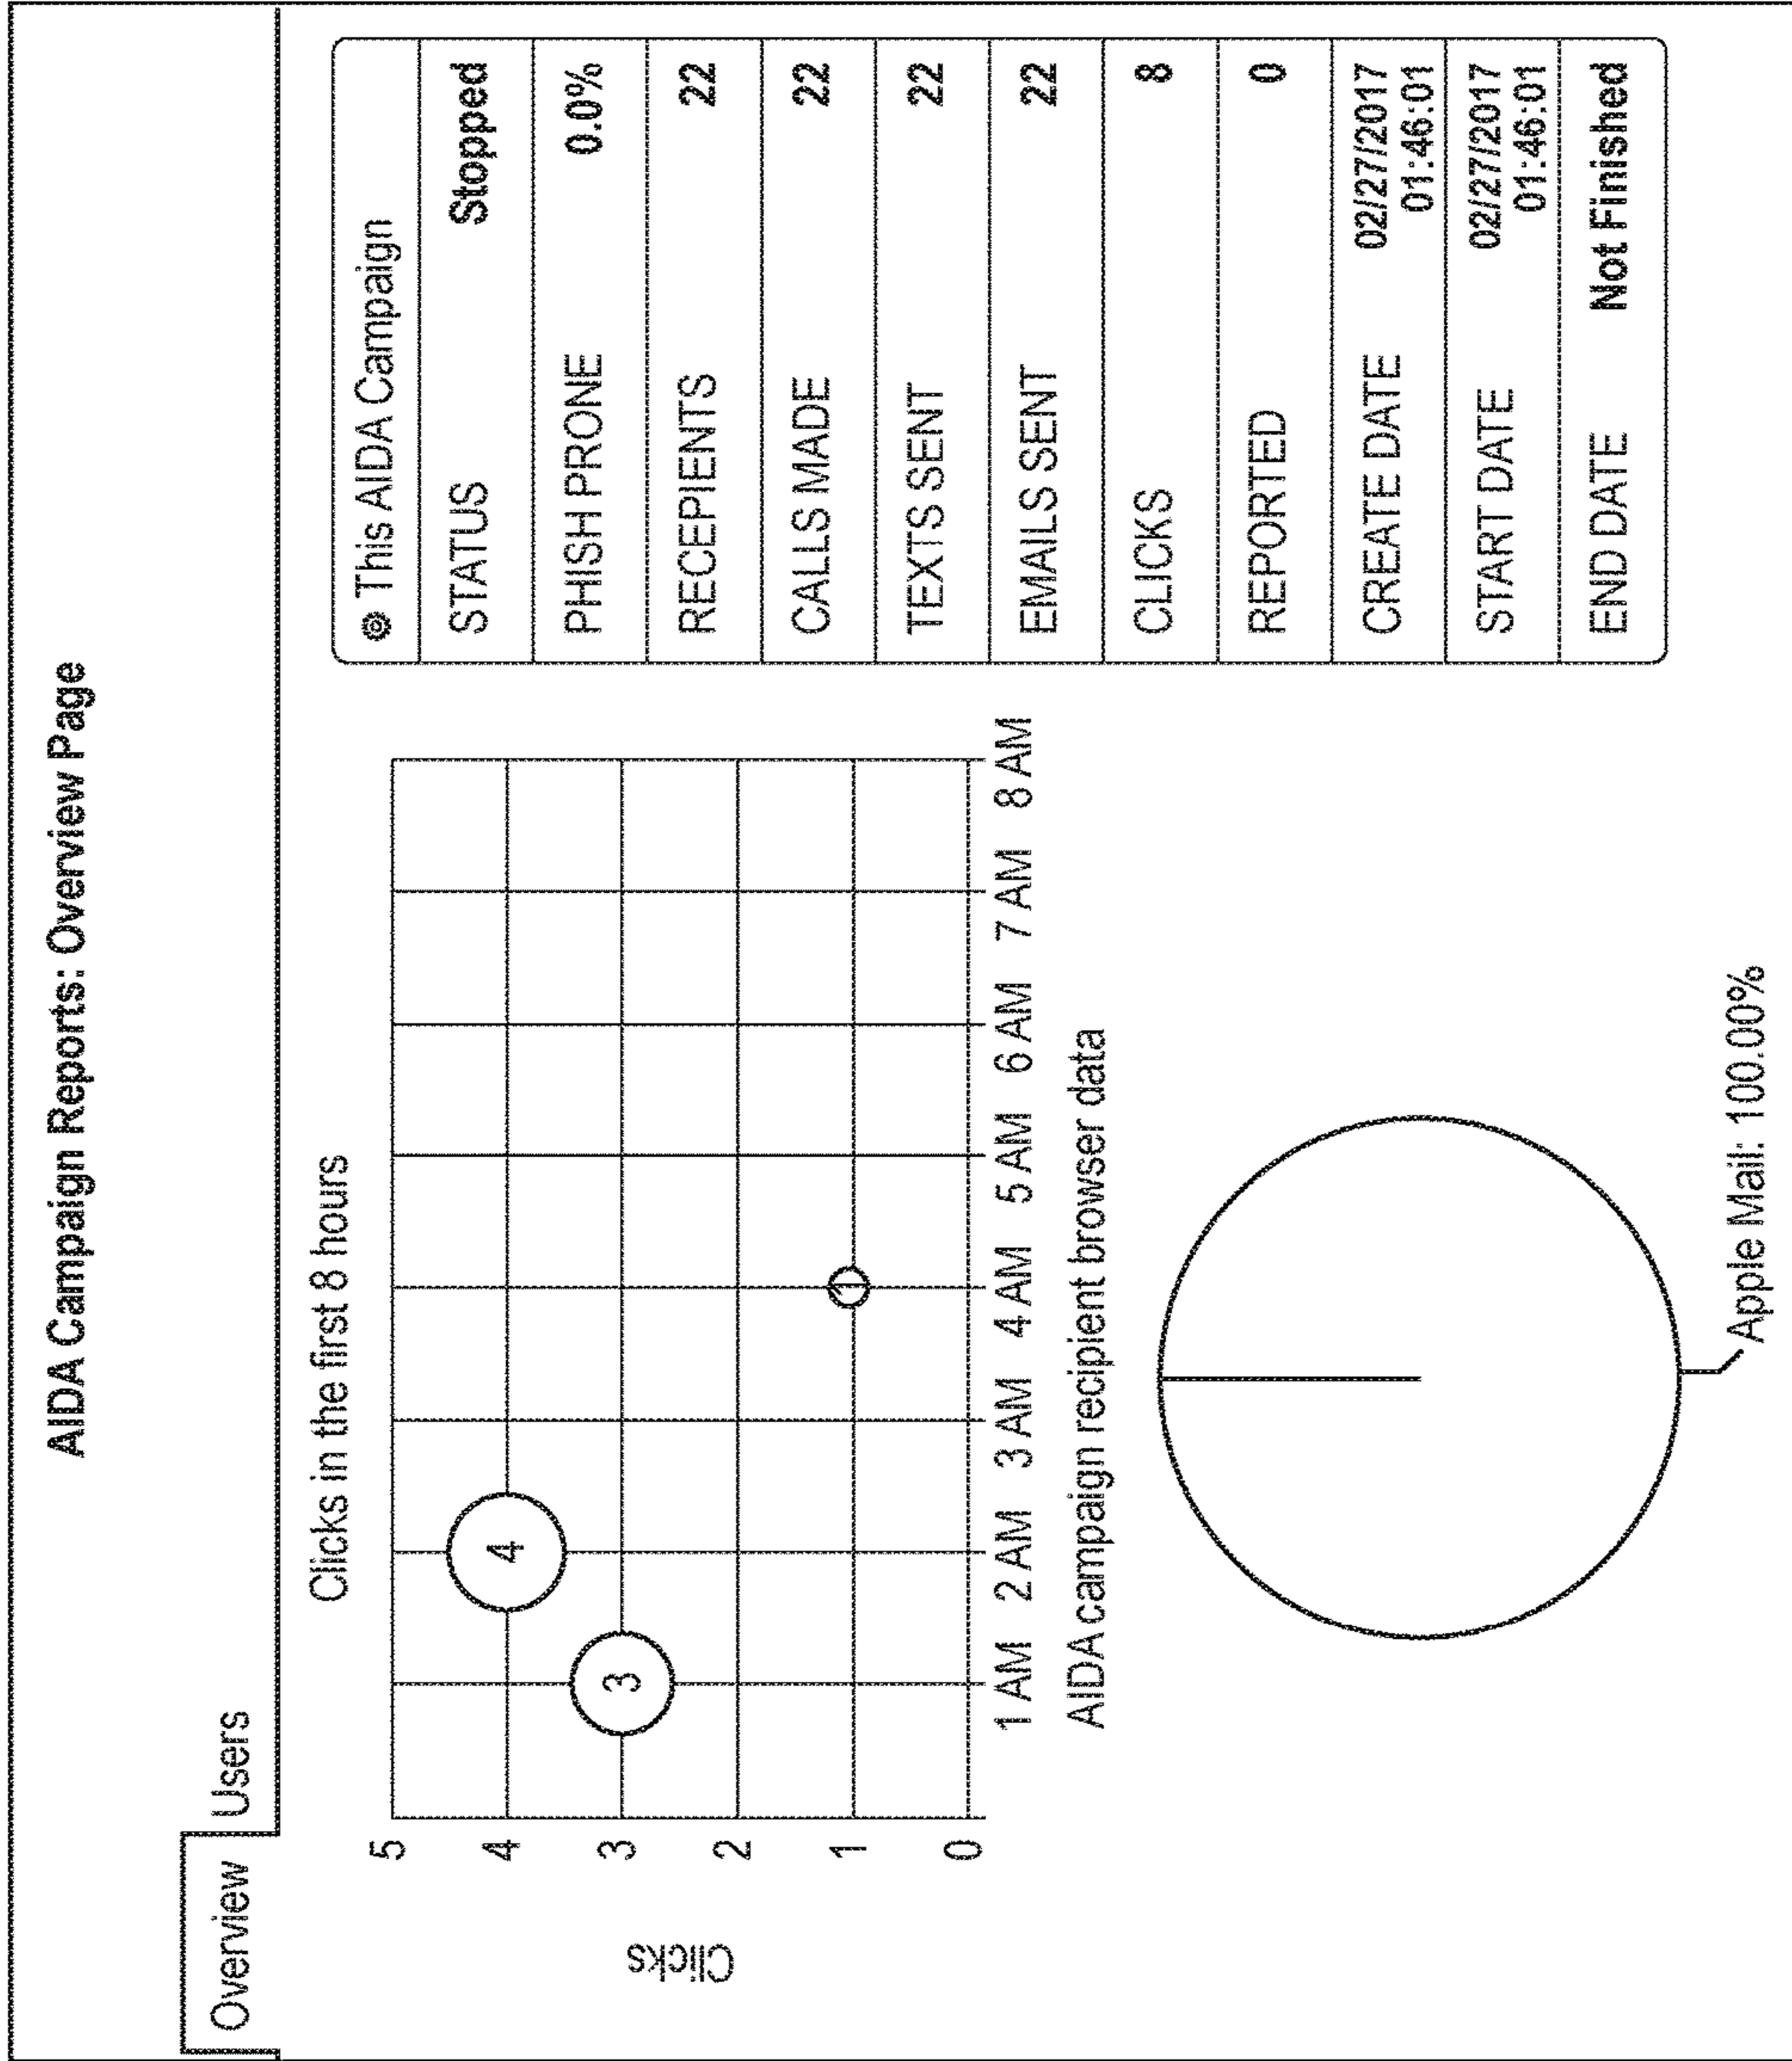 AIDA Campaign Reports: Overview Page
Overview Users
Clicks in the first 8 hours
Clicks
5
4
3
2
1
0
4
3
1
1 AM 2 AM 3 AM 4 AM 5 AM 6 AM 7 AM 8 AM
AIDA campaign recipient browser data
Apple Mail: 100.00%
This AIDA Campaign
STATUS Stopped
PHISH PRONE 0.0%
RECEPIENTS 22
CALLS MADE 22
TEXTS SENT 22
EMAILS SENT 22
CLICKS 8
REPORTED 0
CREATE DATE 02/27/2017
01:46:01
START DATE 02/27/2017
01:46:01
END DATE Not Finished